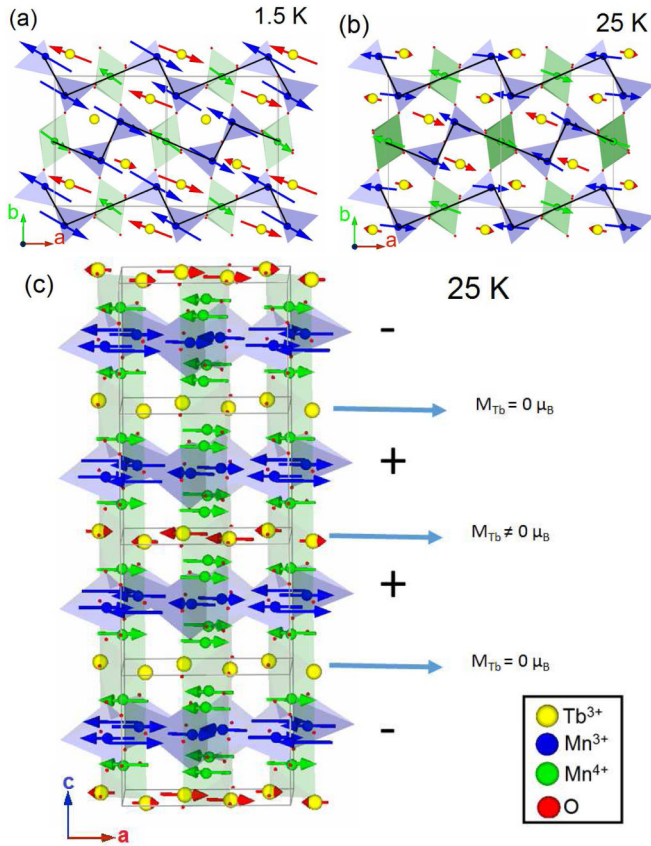 (a) 1.5 K
(b) 25 K
b
a
b
a
(c) 25 K
-
M_Tb = 0 μ_B
+
M_Tb ≠ 0 μ_B
+
M_Tb = 0 μ_B
-
Tb³⁺
Mn³⁺
Mn⁴⁺
O
c
a